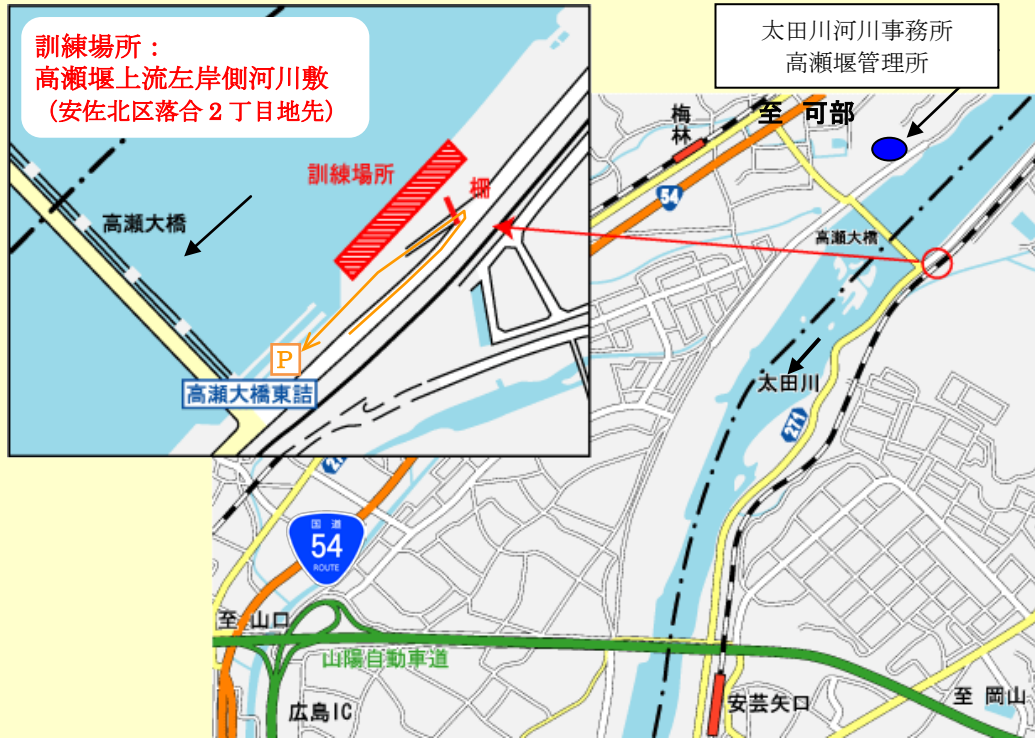 訓練場所：
高瀬堰上流左岸側河川敷
（安佐北区落合２丁目地先）
太田川河川事務所
高瀬堰管理所
至 可部
梅林
54
訓練場所
高瀬大橋
高瀬大橋
P
高瀬大橋東詰
太田川
271
国道
54
ROUTE
至 山口
山陽自動車道
広島IC
安芸矢口
至 岡山